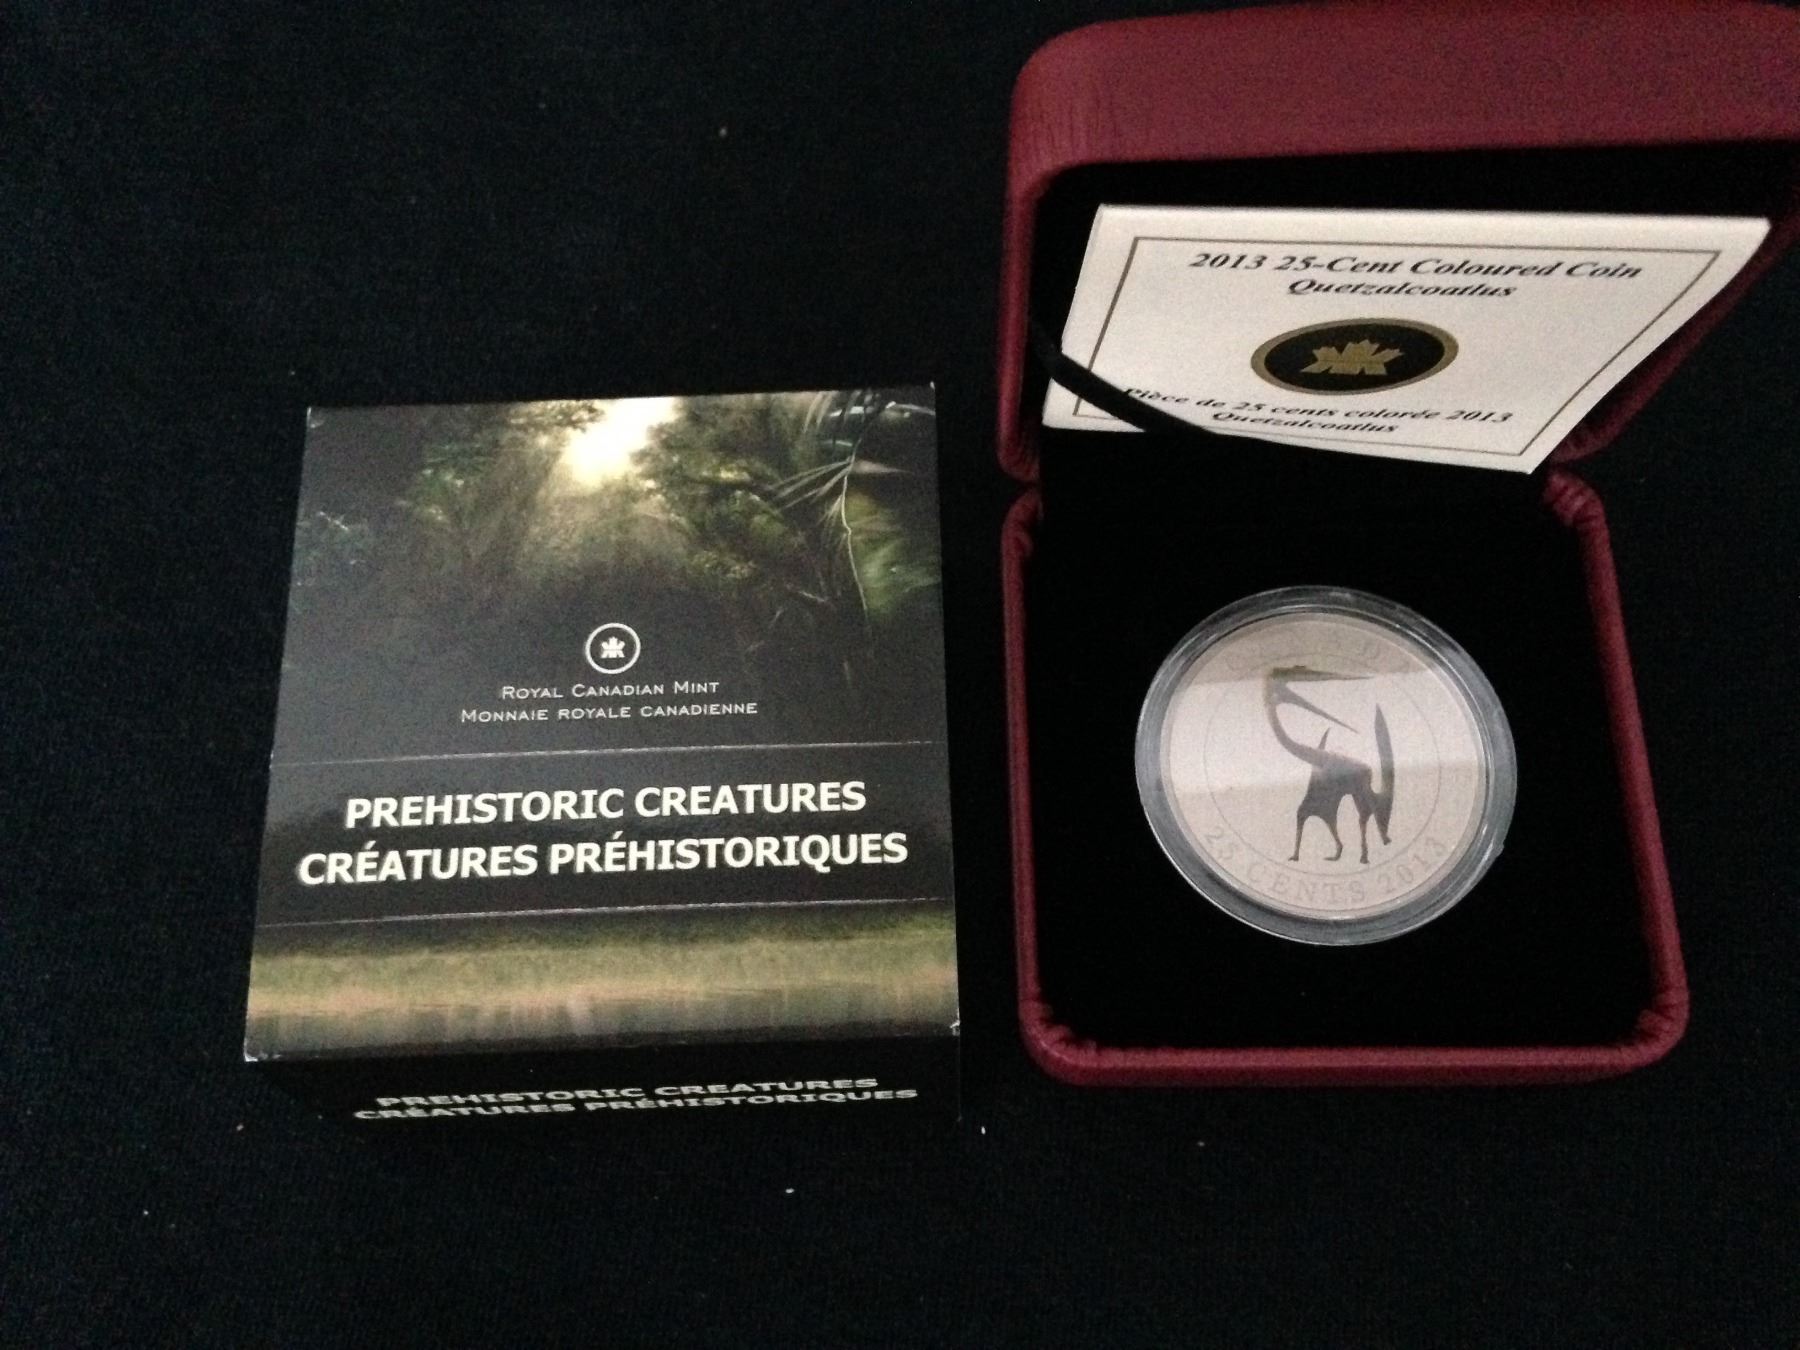 ROYAL CANADIAN MINT
MONNAIE ROYALE CANADIENNE
PREHISTORIC CREATURES
CRÉATURES PRÉHISTORIQUES
PREHISTORIC CREATURES
CRÉATURES PRÉHISTORIQUES
2013 25-Cent Coloured Coin
Quetzalcoatlus
Pièce de 25 cents colorée 2013
Quetzalcoatlus
CANADA
25 CENTS 2013